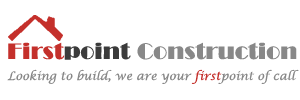 Firstpoint Construction
Looking to build, we are your firstpoint of call